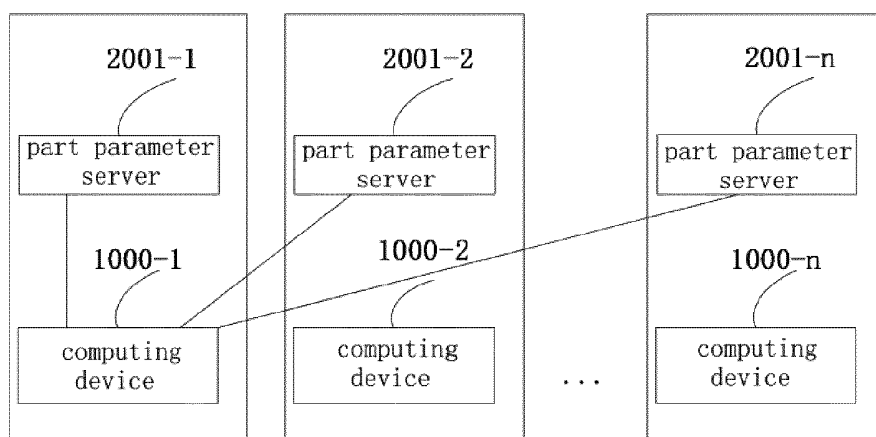 2001-1
2001-2
2001-n
part parameter
server
part parameter
server
part parameter
server
1000-1
1000-2
1000-n
computing
device
computing
device
...
computing
device